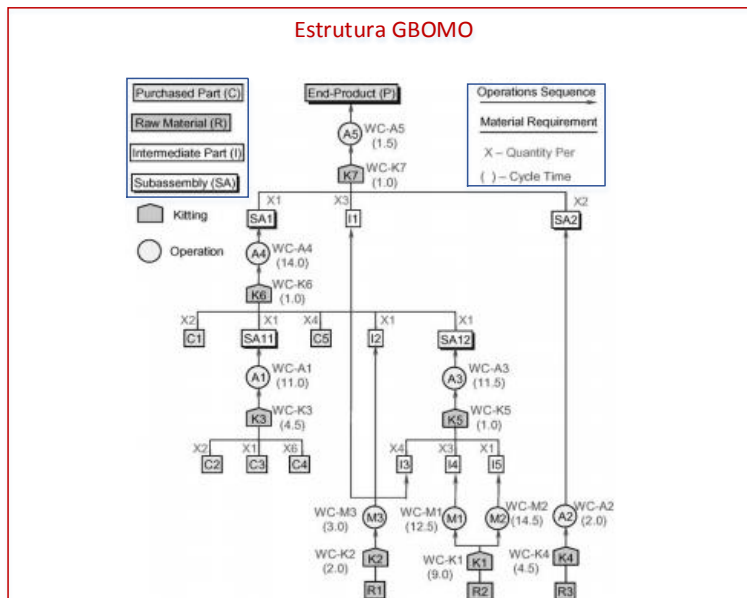 Estrutura GBOMO
Purchased Part (C)
Raw Material (R)
Intermediate Part (I)
Subassembly (SA)
Kitting
Operation
End-Product (P)
Operations Sequence
Material Requirement
X – Quantity Per
( ) – Cycle Time
A5 WC-A5
(1.5)
K7 WC-K7
(1.0)
X1 X3 X2
SA1 I1 SA2
A4 WC-A4
(14.0)
K6 WC-K6
(1.0)
X2 X1 X4 X1 X1
C1 SA11 C5 I2 SA12
A1 WC-A1
(11.0)
A3 WC-A3
(11.5)
K3 WC-K3
(4.5)
K5 WC-K5
(1.0)
X2 X1 X6 X4 X3 X1
C2 C3 C4 I3 I4 I5
WC-M3
(3.0)
M3
WC-M1
(12.5)
M1
M2
WC-M2
(14.5)
A2
WC-A2
(2.0)
WC-K2
(2.0)
K2
WC-K1
(9.0)
K1
WC-K4
(4.5)
K4
R1 R2 R3